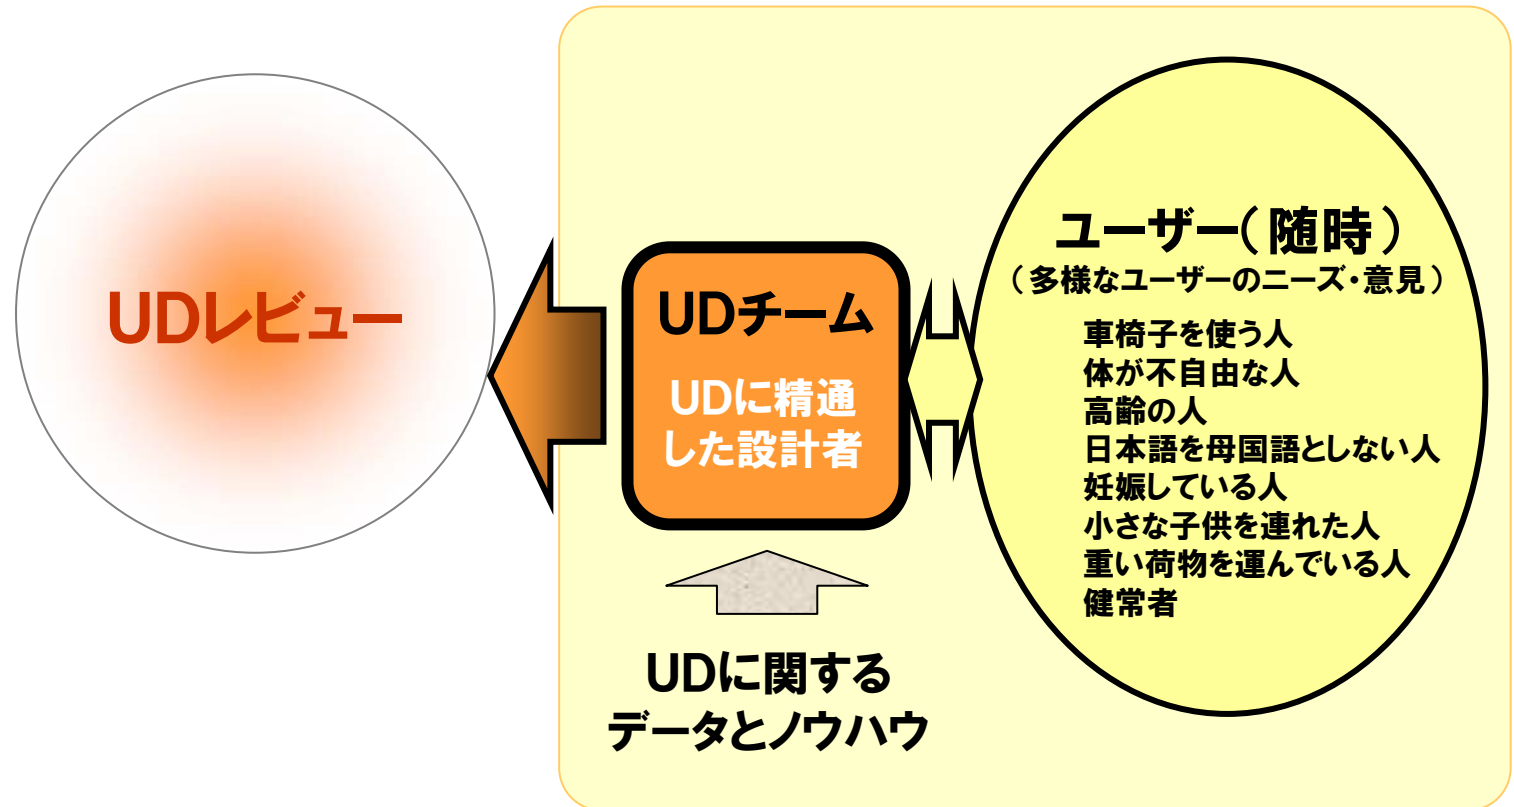 UDレビュー
UDチーム
UDに精通
した設計者
UDに関する
データとノウハウ
ユーザー(随時)
(多様なユーザーのニーズ・意見)
車椅子を使う人
体が不自由な人
高齢の人
日本語を母国語としない人
妊娠している人
小さな子供を連れた人
重い荷物を運んでいる人
健常者